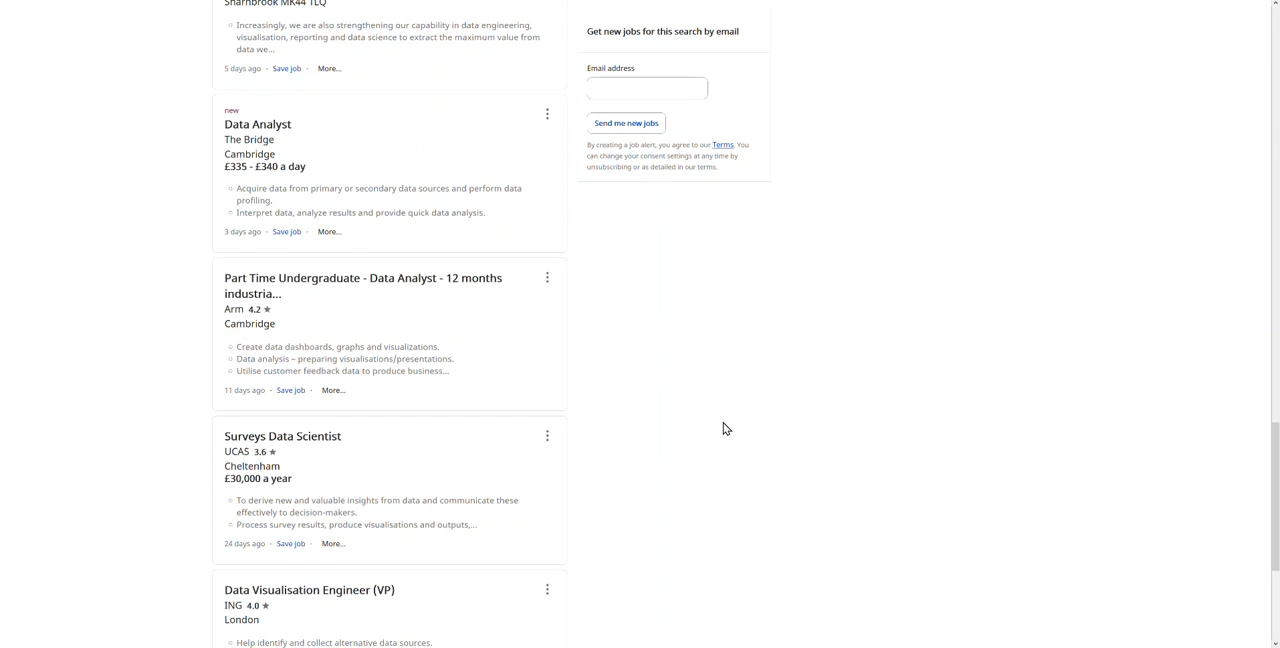 Sharnbrook MK44 1LQ
Increasingly, we are also strengthening our capability in data engineering,
visualisation, reporting and data science to extract the maximum value from
data we...
5 days ago · Save job · More...
new
Data Analyst
The Bridge
Cambridge
£335 - £340 a day
Acquire data from primary or secondary data sources and perform data
profiling.
Interpret data, analyze results and provide quick data analysis.
3 days ago · Save job · More...
Part Time Undergraduate - Data Analyst - 12 months
industria...
Arm 4.2 ★
Cambridge
Create data dashboards, graphs and visualizations.
Data analysis – preparing visualisations/presentations.
Utilise customer feedback data to produce business...
11 days ago · Save job · More...
Surveys Data Scientist
UCAS 3.6 ★
Cheltenham
£30,000 a year
To derive new and valuable insights from data and communicate these
effectively to decision-makers.
Process survey results, produce visualisations and outputs,...
24 days ago · Save job · More...
Data Visualisation Engineer (VP)
ING 4.0 ★
London
Help identify and collect alternative data sources.
Get new jobs for this search by email
Email address
Send me new jobs
By creating a job alert, you agree to our Terms. You
can change your consent settings at any time by
unsubscribing or as detailed in our terms.